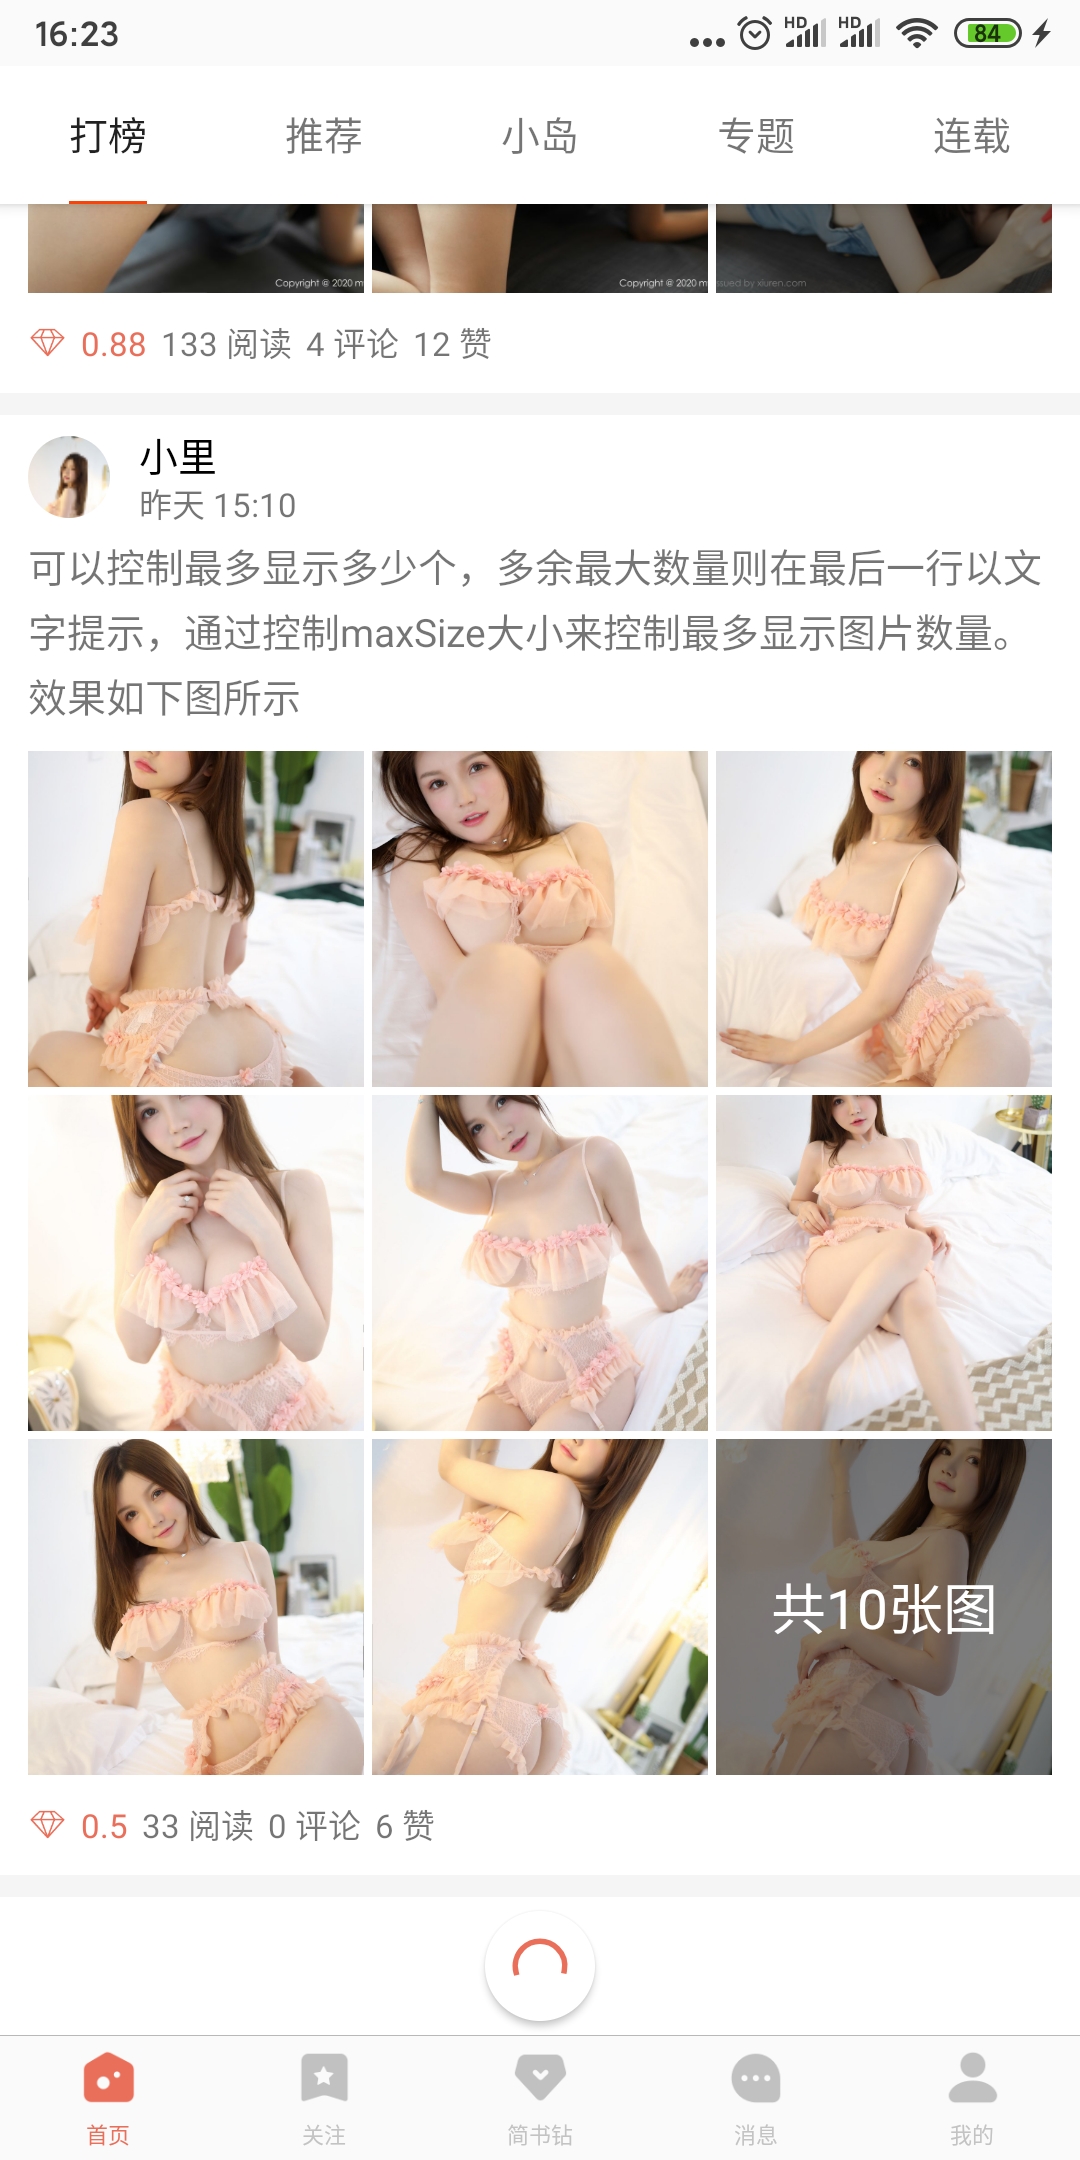 16:23
HD HD 84
打榜 推荐 小岛 专题 连载
Copyright @ 2020 m Copyright @ 2020 m ssued by xiuren.com
0.88 133 阅读 4 评论 12 赞
小里
昨天 15:10
可以控制最多显示多少个，多余最大数量则在最后一行以文
字提示，通过控制maxSize大小来控制最多显示图片数量。
效果如下图所示
共10张图
0.5 33 阅读 0 评论 6 赞
首页 关注 简书钻 消息 我的